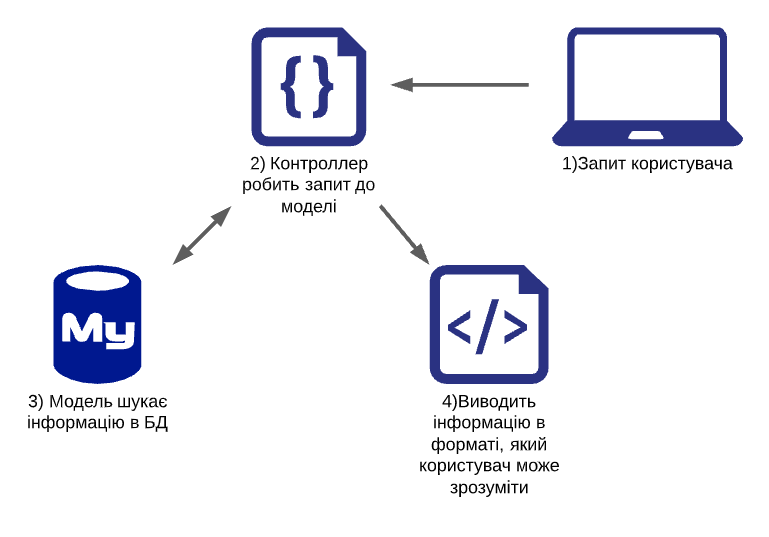 {}
1)Запит користувача
2) Контроллер
робить запит до
моделі
My
3) Модель шукає
інформацію в БД
</>
4)Виводить
інформацію в
форматі, який
користувач може
зрозуміти